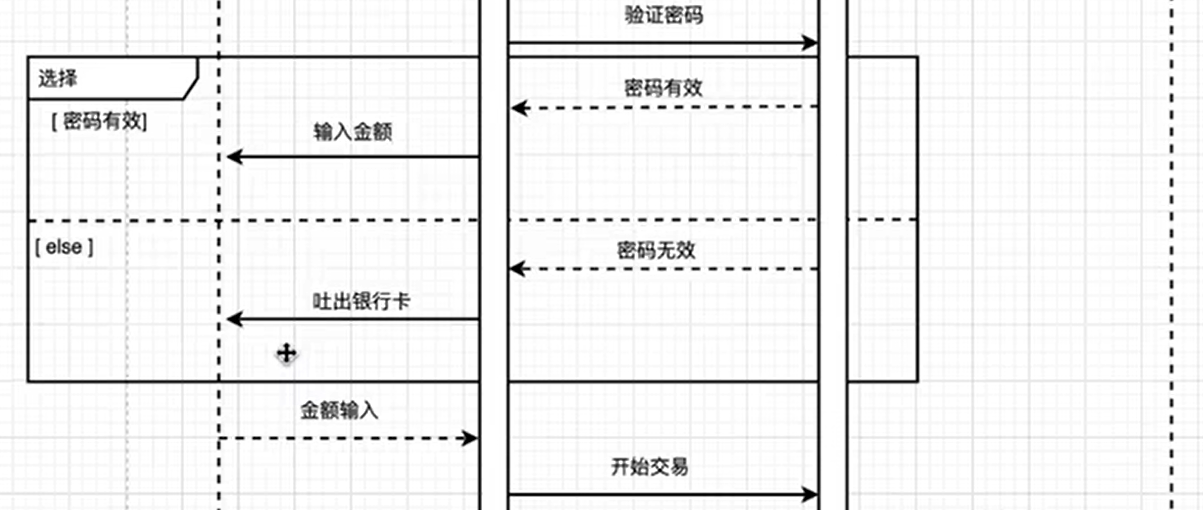 验证密码
选择
密码有效
[ 密码有效]
输入金额
[ else ]
密码无效
吐出银行卡
金额输入
开始交易